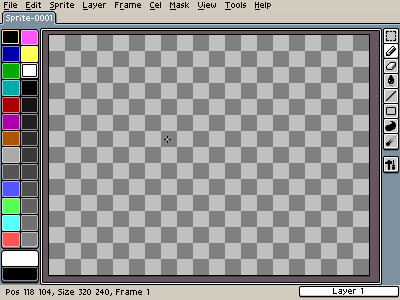 File Edit Sprite Layer Frame Cel Mask View Tools Help
Sprite-0001
Pos 118 104, Size 320 240, Frame 1
Layer 1